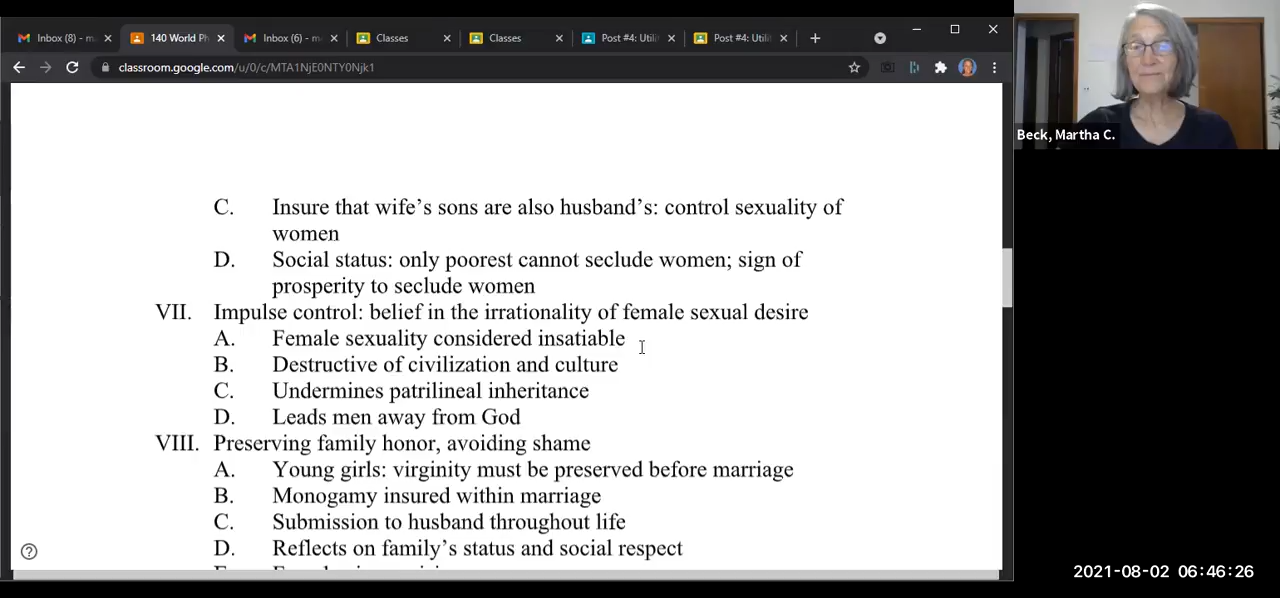 Inbox (8) - m
140 World Ph
Inbox (6) - m
Classes
Classes
Post #4: Util
Post #4: Util
classroom.google.com/u/0/c/MTA1NjE0NTY0Njk1
Beck, Martha C.
C. Insure that wife’s sons are also husband’s: control sexuality of
women
D. Social status: only poorest cannot seclude women; sign of
prosperity to seclude women
VII. Impulse control: belief in the irrationality of female sexual desire
A. Female sexuality considered insatiable
B. Destructive of civilization and culture
C. Undermines patrilineal inheritance
D. Leads men away from God
VIII. Preserving family honor, avoiding shame
A. Young girls: virginity must be preserved before marriage
B. Monogamy insured within marriage
C. Submission to husband throughout life
D. Reflects on family’s status and social respect
2021-08-02 06:46:26